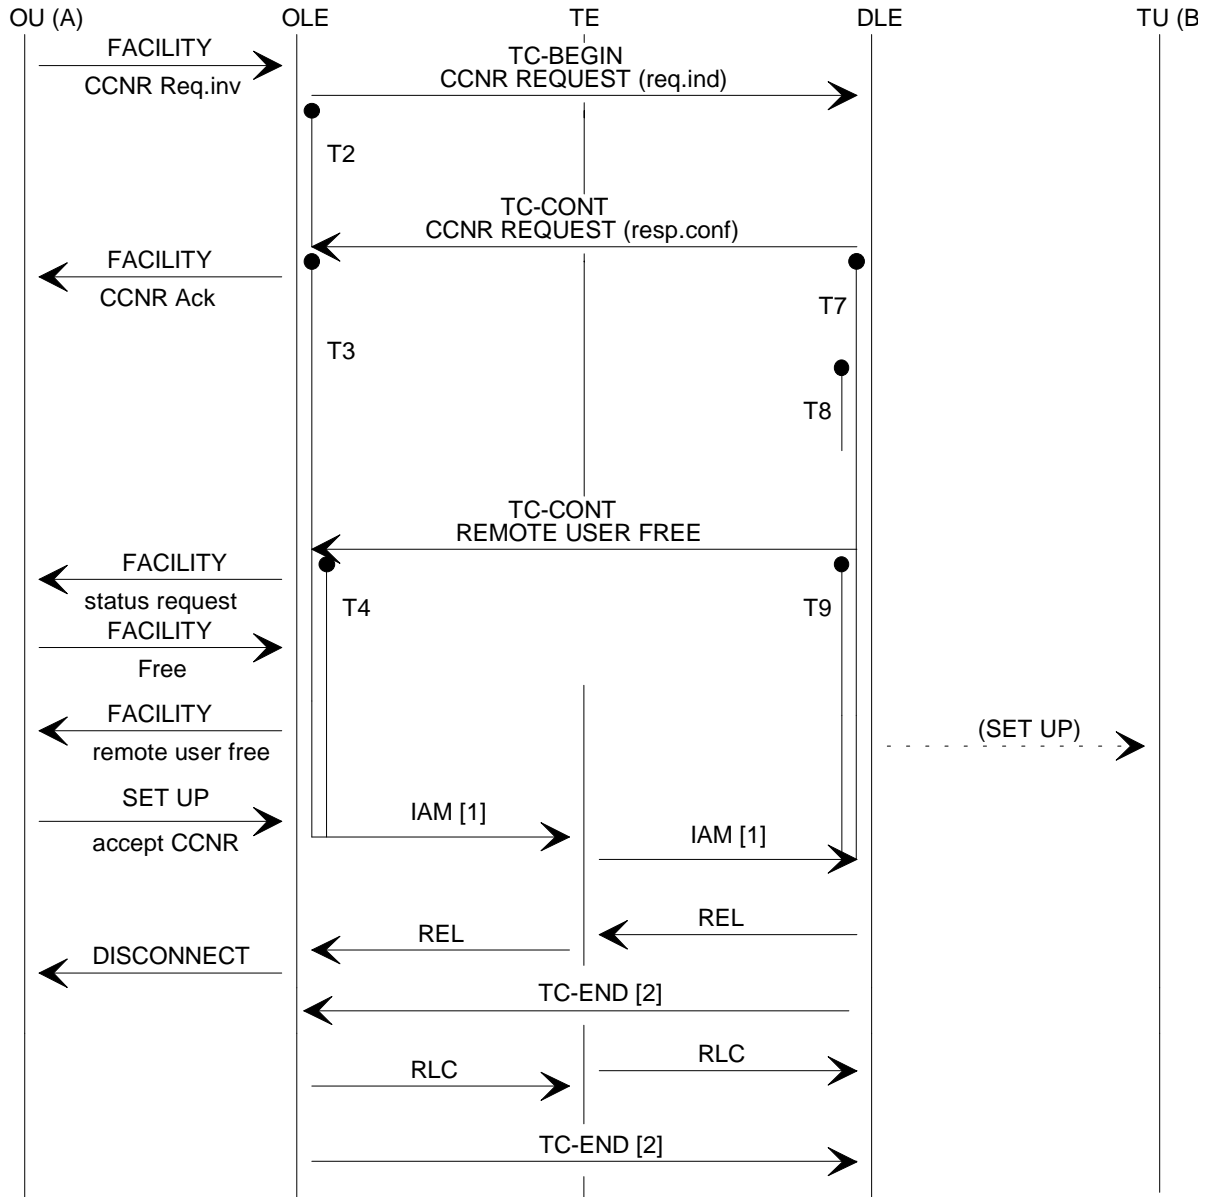 OU (A) OLE TE DLE TU (B
FACILITY
CCNR Req.inv
TC-BEGIN
CCNR REQUEST (req.ind)
T2
TC-CONT
CCNR REQUEST (resp.conf)
FACILITY
CCNR Ack
T7
T3
T8
TC-CONT
REMOTE USER FREE
FACILITY
status request
T4
T9
FACILITY
Free
FACILITY
remote user free
(SET UP)
SET UP
accept CCNR
IAM [1]
IAM [1]
REL
REL
DISCONNECT
TC-END [2]
RLC
RLC
TC-END [2]